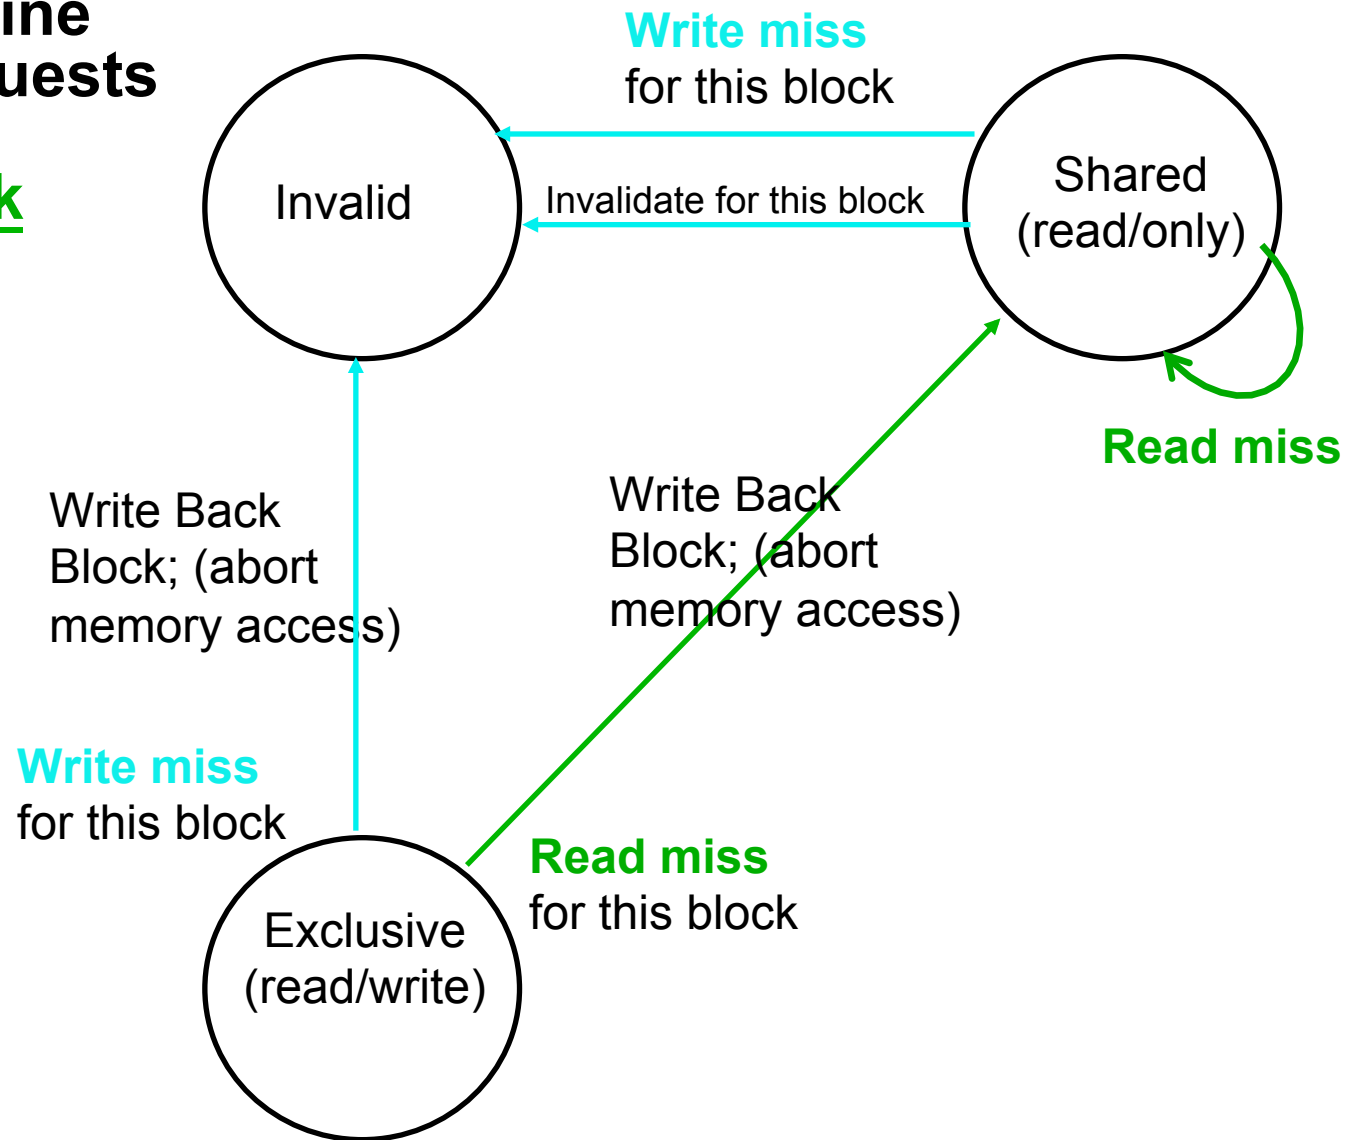 ine
uests
k
Write miss
for this block
Invalid
Invalidate for this block
Shared
(read/only)
Read miss
Write Back
Block; (abort
memory access)
Write Back
Block; (abort
memory access)
Write miss
for this block
Read miss
for this block
Exclusive
(read/write)